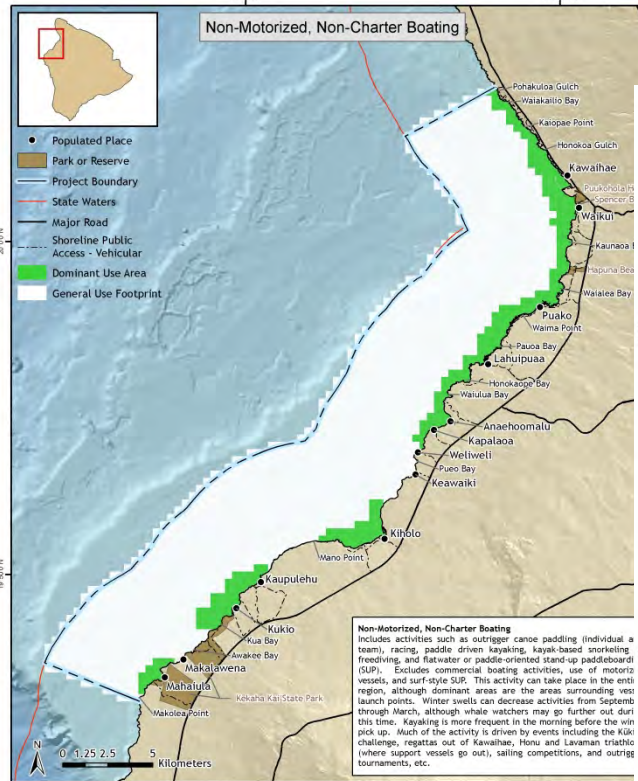 Non-Motorized, Non-Charter Boating
Populated Place
Park or Reserve
Project Boundary
State Waters
Major Road
Shoreline Public
Access - Vehicular
Dominant Use Area
General Use Footprint
Pohakuloa Gulch
Waiakailio Bay
Kaiopae Point
Honokoa Gulch
Kawaihae
Puukohola H
Spencer B
Waikui
Kaunaoa B
Hapuna Bea
Waialea Bay
Puako
Waima Point
Pauoa Bay
Lahuipuaa
Honokaope Bay
Waiulua Bay
Anaehoomalu
Kapalaoa
Weliweli
Pueo Bay
Keawaiki
Kiholo
Mano Point
Kaupulehu
Kukio
Kua Bay
Awakee Bay
Makalawena
Mahaiula
Kekaha Kai State Park
Makolea Point
N
0 1.25 2.5 5
Kilometers
Non-Motorized, Non-Charter Boating
Includes activities such as outrigger canoe paddling (individual a
team), racing, paddle driven kayaking, kayak-based snorkeling
freediving, and flatwater or paddle-oriented stand-up paddleboardi
(SUP). Excludes commercial boating activities, use of motoriz
vessels, and surf-style SUP. This activity can take place in the enti
region, although dominant areas are the areas surrounding vess
launch points. Winter swells can decrease activities from Septemb
through March, although whale watchers may go further out duri
this time. Kayaking is more frequent in the morning before the win
pick up. Much of the activity is driven by events including the Kūki
challenge, regattas out of Kawaihae, Honu and Lavaman triathlo
(where support vessels go out), sailing competitions, and outrigg
tournaments, etc.